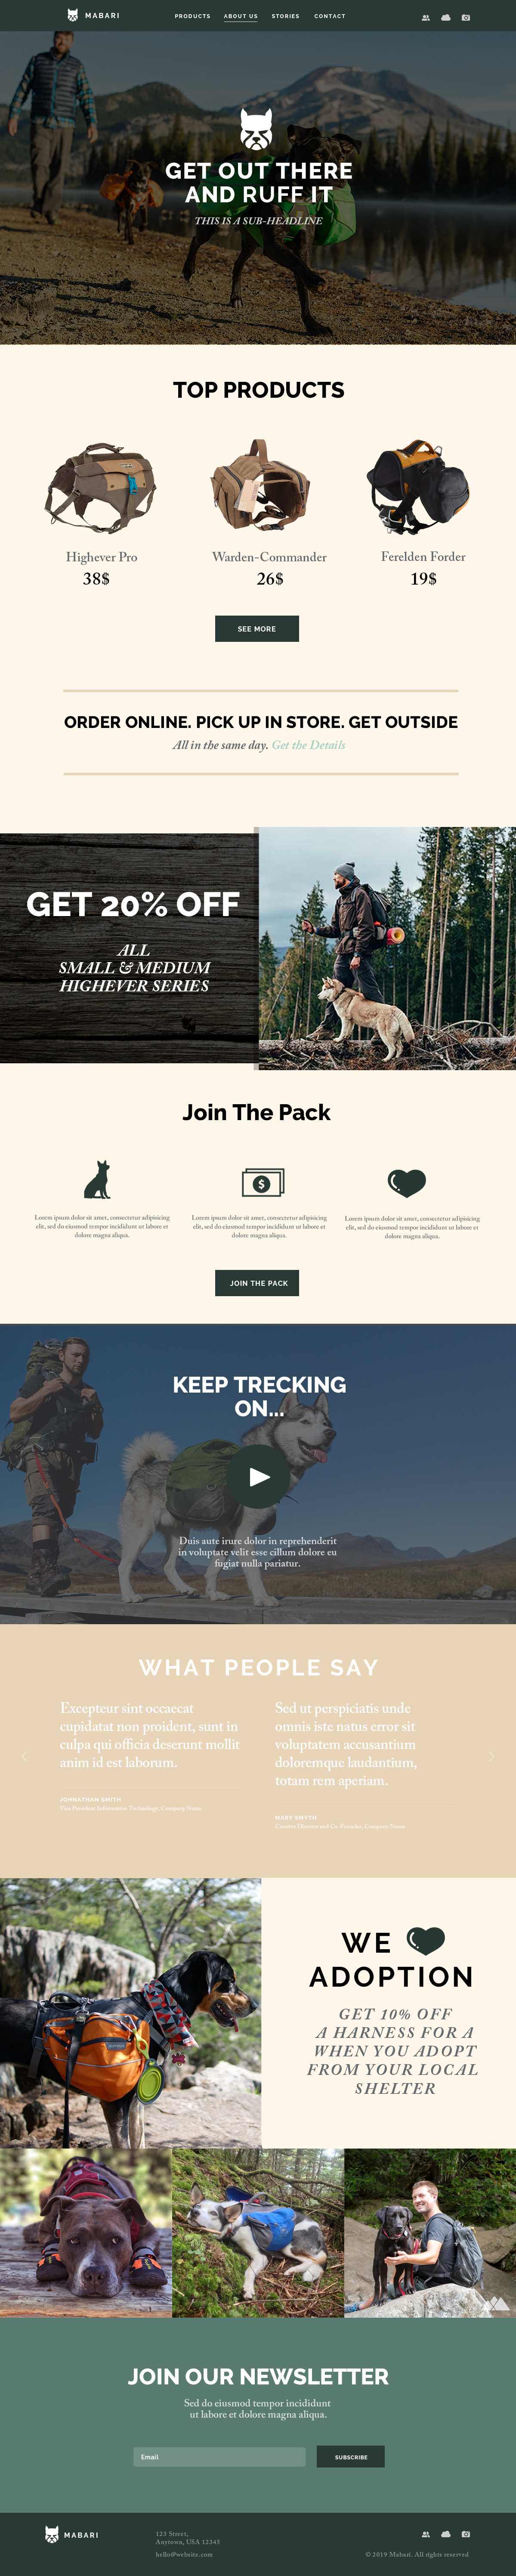 MABARI
PRODUCTS ABOUT US STORIES CONTACT
GET OUT THERE
AND RUFF IT
THIS IS A SUB-HEADLINE
TOP PRODUCTS
Highever Pro
38$
Warden-Commander
26$
Ferelden Forder
19$
SEE MORE
ORDER ONLINE. PICK UP IN STORE. GET OUTSIDE
All in the same day. Get the Details
GET 20% OFF
ALL
SMALL & MEDIUM
HIGHEVER SERIES
Join The Pack
Lorem ipsum dolor sit amet, consectetur adipisicing
elit, sed do eiusmod tempor incididunt ut labore et
dolore magna aliqua.
Lorem ipsum dolor sit amet, consectetur adipisicing
elit, sed do eiusmod tempor incididunt ut labore et
dolore magna aliqua.
Lorem ipsum dolor sit amet, consectetur adipisicing
elit, sed do eiusmod tempor incididunt ut labore et
dolore magna aliqua.
JOIN THE PACK
KEEP TRECKING
ON...
Duis aute irure dolor in reprehenderit
in voluptate velit esse cillum dolore eu
fugiat nulla pariatur.
WHAT PEOPLE SAY
Excepteur sint occaecat
cupidatat non proident, sunt in
culpa qui officia deserunt mollit
anim id est laborum.
JOHNATHAN SMITH
Vice President Information Technology, Company Name
Sed ut perspiciatis unde
omnis iste natus error sit
voluptatem accusantium
doloremque laudantium,
totam rem aperiam.
MARY SMYTH
Creative Director and Co-Founder, Company Name
WE
ADOPTION
GET 10% OFF
A HARNESS FOR A
WHEN YOU ADOPT
FROM YOUR LOCAL
SHELTER
JOIN OUR NEWSLETTER
Sed do eiusmod tempor incididunt
ut labore et dolore magna aliqua.
Email
SUBSCRIBE
MABARI
123 Street,
Anytown, USA 12345
hello@website.com
© 2019 Mabari. All rights reserved